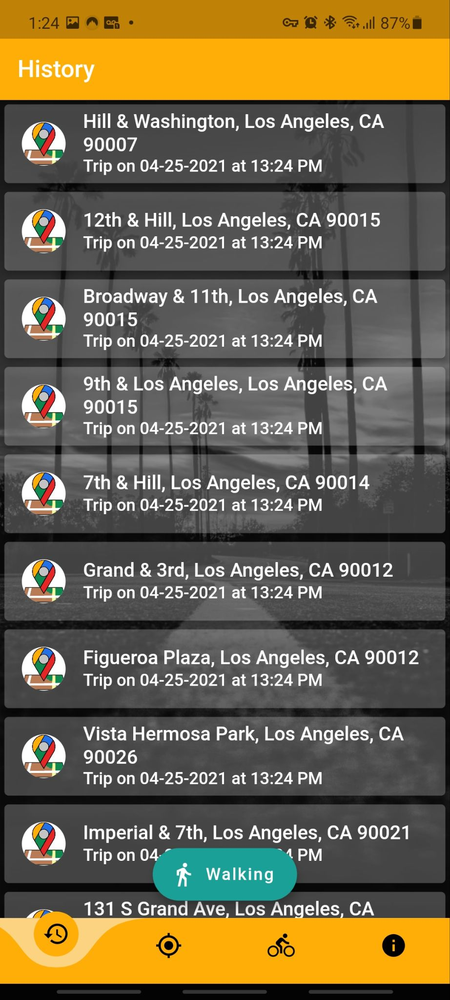 1:24
87%
History
Hill & Washington, Los Angeles, CA
90007
Trip on 04-25-2021 at 13:24 PM
12th & Hill, Los Angeles, CA 90015
Trip on 04-25-2021 at 13:24 PM
Broadway & 11th, Los Angeles, CA
90015
Trip on 04-25-2021 at 13:24 PM
9th & Los Angeles, Los Angeles, CA
90015
Trip on 04-25-2021 at 13:24 PM
7th & Hill, Los Angeles, CA 90014
Trip on 04-25-2021 at 13:24 PM
Grand & 3rd, Los Angeles, CA 90012
Trip on 04-25-2021 at 13:24 PM
Figueroa Plaza, Los Angeles, CA 90012
Trip on 04-25-2021 at 13:24 PM
Vista Hermosa Park, Los Angeles, CA
90026
Trip on 04-25-2021 at 13:24 PM
Imperial & 7th, Los Angeles, CA 90021
Trip on 04- 4 PM
Walking
131 S Grand Ave, Los Angeles, CA